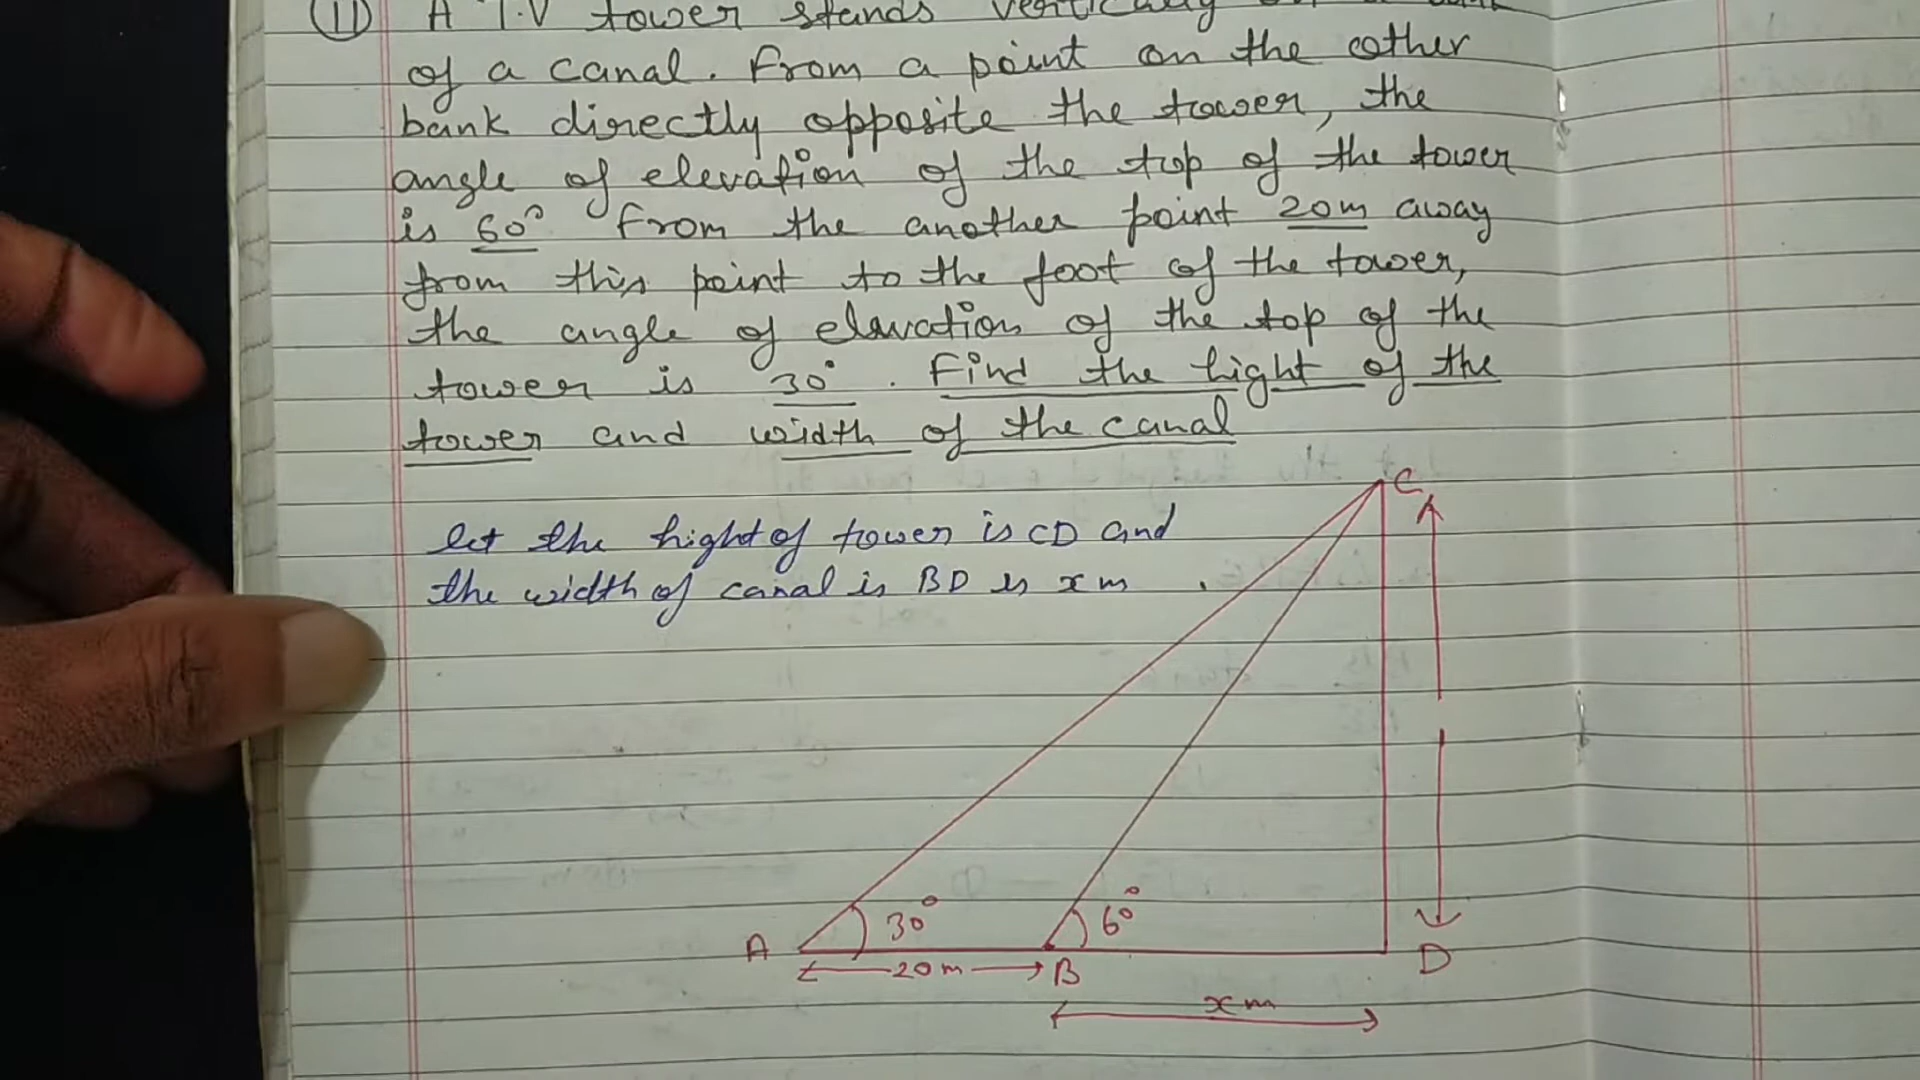 (11) A T.V tower stands vertically on a bank
of a canal. From a point on the other
bank directly opposite the tower, the
angle of elevation of the top of the tower
is 60° from the another point 20m away
from this point to the foot of the tower,
the angle of elevation of the top of the
tower is 30°. Find the hight of the
tower and width of the canal
let the hight of tower is CD and
the width of canal is BD is x m.
C
30°
60°
A
20m
B
D
x m